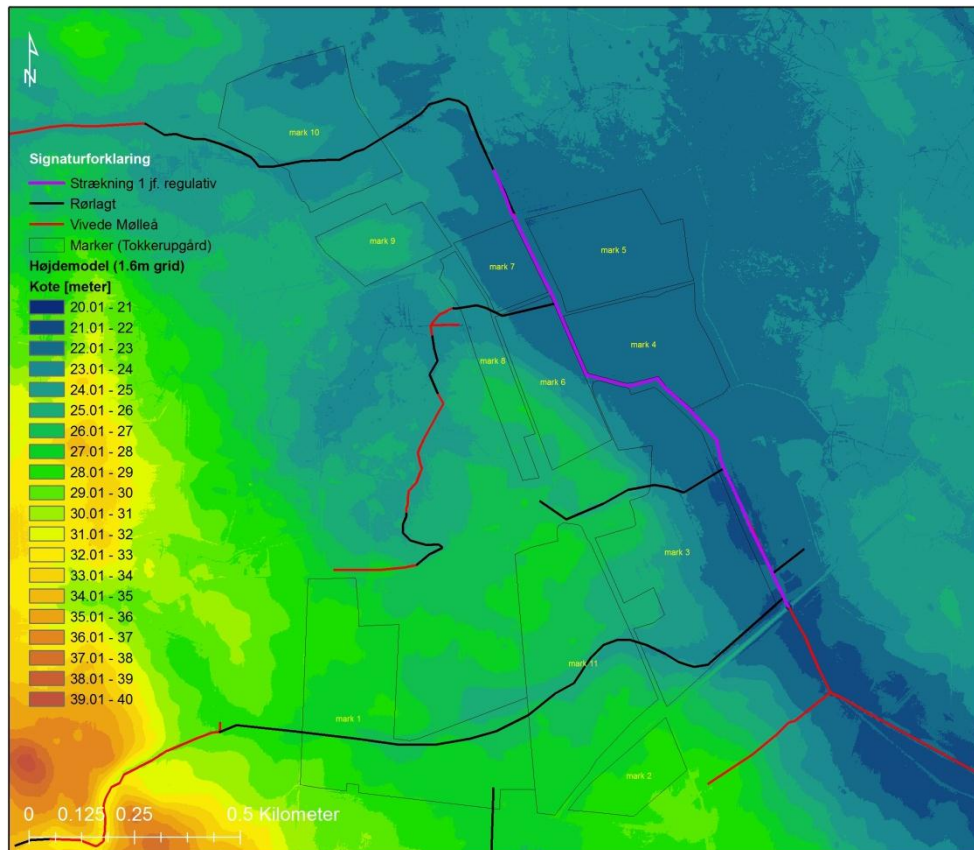 N
mark 10
Signaturforklaring
Strækning 1 jf. regulativ
Rørlagt
Vivede Mølleå
Marker (Tokkerupgård)
Højdemodel (1.6m grid)
Kote [meter]
20.01 - 21
21.01 - 22
22.01 - 23
23.01 - 24
24.01 - 25
25.01 - 26
26.01 - 27
27.01 - 28
28.01 - 29
29.01 - 30
30.01 - 31
31.01 - 32
32.01 - 33
33.01 - 34
34.01 - 35
35.01 - 36
36.01 - 37
37.01 - 38
38.01 - 39
39.01 - 40
mark 9
mark 7
mark 5
mark 4
mark 8
mark 6
mark 3
mark 11
mark 1
mark 2
0 0.125 0.25 0.5 Kilometer